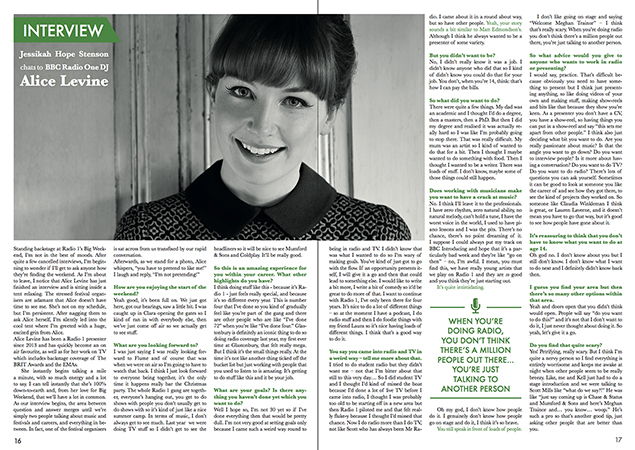 INTERVIEW
Jessikah Hope Stenson
chats to BBC Radio One DJ
Alice Levine
Standing backstage at Radio 1's Big Week-
end, I'm not in the best of moods. After
quite a few canceled interviews, I'm begin-
ning to wonder if I'll get to ask anyone how
they're finding the weekend. As I'm about
to leave, I notice that Alice Levine has just
finished an interview and is sitting inside a
tent relaxing. The stressed festival organ-
isers are adamant that Alice doesn't have
time to see me. She's not on my schedule,
but I'm persistent. After nagging them to
ask Alice herself, I'm silently led into the
cool tent where I'm greeted with a huge,
excited grin from Alice.
Alice Levine has been a Radio 1 presenter
since 2013 and has quickly become an on
air favourite, as well as for her work on TV
which includes backstage coverage of The
BRIT Awards and the EMAs.
She instantly begins talking a mile
a minute, with so much energy and a lot
to say I can tell instantly that she's 100%
down-to-earth and, from her love for Big
Weekend, that we'll have a lot in common.
As our interview begins, the area between
question and answer merges until we're
simply two people talking about music and
festivals and careers, and everything in be-
tween. In fact, one of the festival organisers
is sat across from us transfixed by our rapid
conversation.
Afterwards, as we stand for a photo, Alice
whispers, "you have to pretend to like me!"
I laugh and reply, "I'm not pretending!"
How are you enjoying the start of the
weekend?
Yeah good, it's been full on. We just got
here, got our bearings, saw a little bit. I was
caught up in Clara opening the gates so I
kind of ran in with everybody else, then
we've just come off air so we actually get
to see stuff.
What are you looking forward to?
I was just saying I was really looking for-
ward to Flume and of course that was
when we went on air so I'm going to have to
watch that back. I think I just look forward
to everyone being together, it's the only
time it happens really bar the Christmas
party. The whole Radio 1 gang are togeth-
er, everyone's hanging out, you get to do
shows with people you don't usually get to
do shows with so it's kind of just like a nice
summer camp. In terms of music, I don't
always get to see much. Last year we were
doing TV stuff so I didn't get to see the
headliners so it will be nice to see Mumford
& Sons and Coldplay. It'll be really good.
So this is an amazing experience for
you within your career. What other
highlights do you have?
I think doing stuff like this - because it's Ra-
dio 1 - just feels really special, and because
it's so different every year. This is number
four that I've done so you kind of gradually
feel like you're part of the gang and there
are other people who are like "I've done
72" when you're like "I've done four." Glas-
tonbury is definitely an iconic thing to so do
doing radio coverage last year, my first ever
time at Glastonbury, that felt really mega.
But I think it's the small things really. At the
time it's not like another thing ticked off the
bucket list but just working with people that
you used to listen to is amazing. It's getting
to do stuff like this and it be your job.
What are your goals? Is there any-
thing you haven't done yet which you
want to do?
Well I hope so, I'm not 30 yet so if I've
done everything then that would be pretty
dull. I'm not very good at setting goals only
because I came such a weird way round to
being in radio and TV. I didn't know that
was what I wanted to do so I'm wary of
making goals. You've kind of just got to go
with the flow. If an opportunity presents it-
self, I will give it a go and then that could
lead to something else. I would like to write
a bit more, I write a bit of comedy so it'd be
great to do more of that. I want to continue
with Radio 1, I've only been there for four
years. It's nice to do a lot of different things
- so at the moment I have a podcast, I do
radio stuff and then I do foodie things with
my friend Laura so it's nice having loads of
different things. I think that's a good way
to do it.
You say you came into radio and TV in
a weird way - tell me more about that.
I tried to do student radio but they didn't
want me - not that I'm bitter about that
still to this very day... So I did student TV
and I thought I'd kind of missed the boat
because I'd done a lot of live TV before I
came into radio, and thought I was probably
too old to be starting off in a new area but
then Radio 1 piloted me and that felt real-
ly flukey because I thought I'd missed that
chance. Now I do radio more than I do TV,
not like Scott who has always been Mr Ra-
dio. I came about it in a round about way,
but so have other people. Yeah, your story
sounds a bit similar to Matt Edmondson's.
Although I think he always wanted to be a
presenter of some variety.
But you didn't want to be?
No, I didn't really know it was a job. I
didn't know anyone who did that so I kind
of didn't know you could do that for your
job. You don't, when you're 14, think that's
how I can pay the bills.
So what did you want to do?
There were quite a few things. My dad was
an academic and I thought I'd do a degree,
then a masters, then a PhD. But then I did
my degree and realised it was actually re-
ally hard so I was like I'm probably going
to stop there. That was really difficult. My
mum was an artist so I kind of wanted to
do that for a bit. Then I thought I maybe
wanted to do something with food. Then I
thought I wanted to be a writer. There was
loads of stuff. I don't know, maybe some of
those things could still happen.
Does working with musicians make
you want to have a crack at music?
No. I think I'll leave it to the professionals.
I have zero rhythm, zero natural ability, no
natural melody, can't hold a tune, I have the
worst voice in the world, I used to have pi-
ano lessons and I was the pits. There's no
chance, there's no point dreaming of it.
I suppose I could always put my track on
BBC Introducing and hope that it's a par-
ticularly bad week and they're like "go on
then" – no, I'm awful. I mean, you must
find this, we have really young artists that
we play on Radio 1 and they are so good
and you think they're just starting out.
It's quite intimidating.
WHEN YOU'RE
DOING RADIO,
YOU DON'T THINK
THERE'S A MILLION
PEOPLE OUT THERE...
YOU'RE JUST
TALKING TO
ANOTHER PERSON
Oh my god, I don't know how people
do it. I genuinely don't know how people
go on stage and do it, I think it's so brave.
You still speak in front of loads of people.
I don't like going on stage and saying
"Welcome Meghan Trainor" - I think
that's really scary. When you're doing radio
you don't think there's a million people out
there, you're just talking to another person.
So what advice would you give to
anyone who wants to work in radio
or presenting?
I would say, practice. That's difficult be-
cause obviously you need to have some-
thing to present but I think just present-
ing anything, so like doing videos of your
own and making stuff, making show-reels
and bits like that because they show you're
keen. As a presenter you don't have a CV,
you have a show-reel, so having things you
can put in a show-reel and say "this sets me
apart from other people." I think also just
deciding what bit you want to do. Are you
really passionate about music? Is that the
angle you want to go down? Do you want
to interview people? Is it more about hav-
ing a conversation? Do you want to do TV?
Do you want to do radio? There's lots of
questions you can ask yourself. Sometimes
it can be good to look at someone you like
the career of and see how they got there, to
see the kind of projects they worked on. So
someone like Claudia Winkleman I think
is great, or Lauren Laverne, and it doesn't
mean you have to go that way, but it's good
to see how people have gone about it.
It's reassuring to think that you don't
have to know what you want to do at
age 14.
Oh god no. I don't know about you but I
still don't know. I don't know what I want
to do next and I definitely didn't know back
then.
I guess you find your area but then
there's so many other options within
that area.
Yeah and doors open that you didn't think
would open. People will say "do you want
to do this" and it's not that I don't want to
do it, I just never thought about doing it. So
yeah, let's give it a go.
Do you find that quite scary?
Yes! Petrifying, really scary. But I think I'm
quite a nervy person so I find everything is
entirely worrisome and keeps me awake at
night when other people seem to be really
breezy. Like, me and Kell just had to do a
stage introduction and we were talking to
Scott Mills like "what do we say?" He was
like "just say coming up is Chase & Status
and Mumford & Sons and here's Meghan
Trainor and... you know... woop." He's
such a pro so that's another good tip, just
asking other people that are better than
you.
16
17